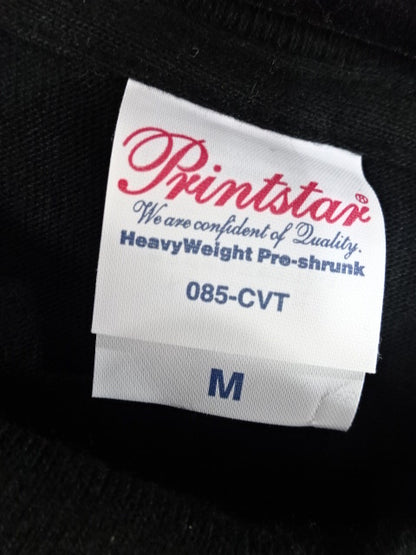 Printstar®
We are confident of Quality.
HeavyWeight Pre-shrunk
085-CVT
M